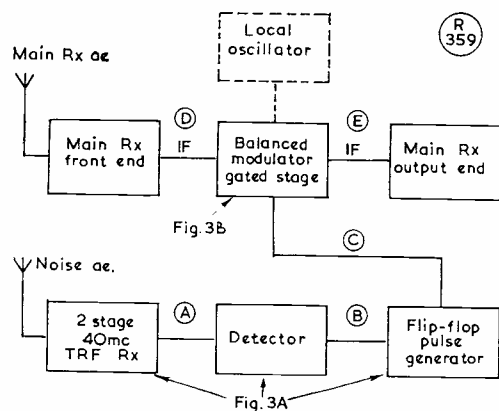 Local
oscillator
R
359
Main Rx ae
D
E
Main Rx
front end
IF
Balanced
modulator
gated stage
IF
Main Rx
output end
Fig.3B
C
Noise ae.
A
B
2 stage
40mc
TRF Rx
Detector
Flip-flop
pulse
generator
Fig.3A